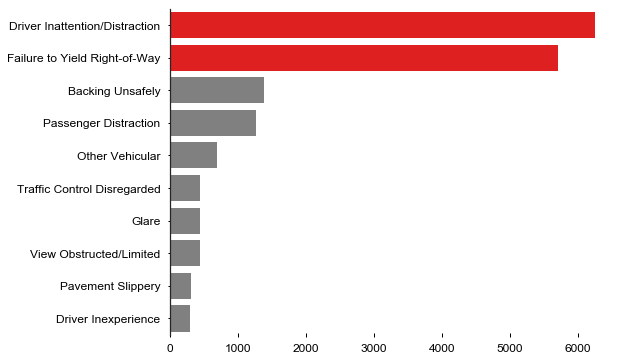 Driver Inattention/Distraction
Failure to Yield Right-of-Way
Backing Unsafely
Passenger Distraction
Other Vehicular
Traffic Control Disregarded
Glare
View Obstructed/Limited
Pavement Slippery
Driver Inexperience
0 1000 2000 3000 4000 5000 6000